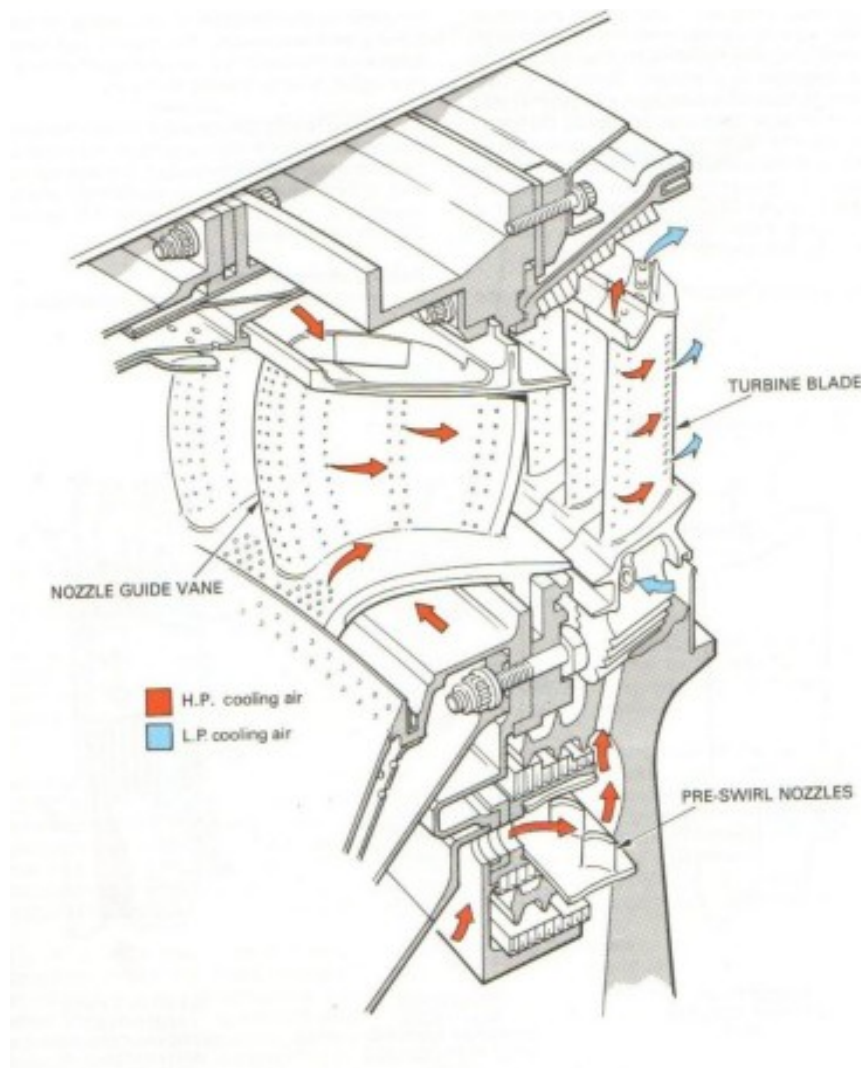 TURBINE BLADE
NOZZLE GUIDE VANE
H.P. cooling air
L.P. cooling air
PRE-SWIRL NOZZLES